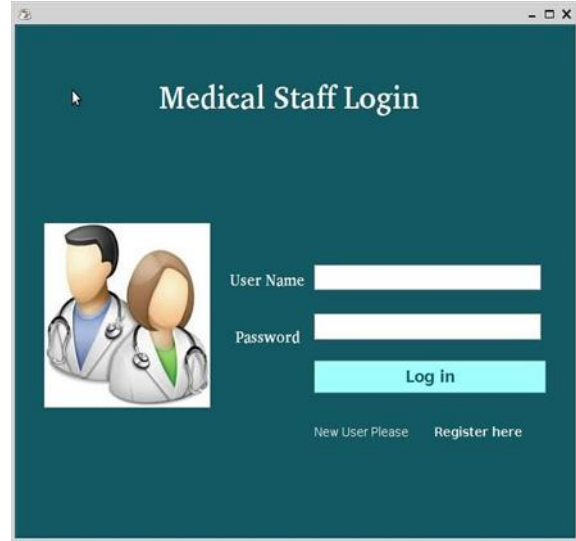 Medical Staff Login
User Name
Password
Log in
New User Please Register here